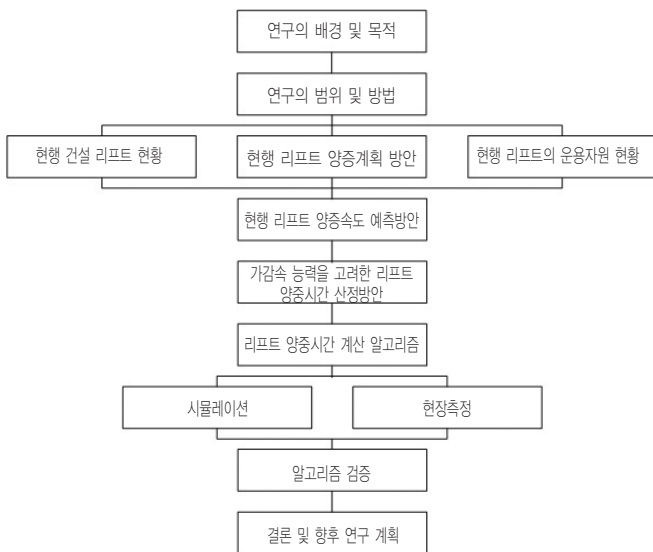 연구의 배경 및 목적
연구의 범위 및 방법
현행 건설 리프트 현황
현행 리프트 양증계획 방안
현행 리프트의 운용자원 현황
현행 리프트 양증속도 예측방안
가감속 능력을 고려한 리프트
양중시간 산정방안
리프트 양중시간 계산 알고리즘
시뮬레이션
현장측정
알고리즘 검증
결론 및 향후 연구 계획